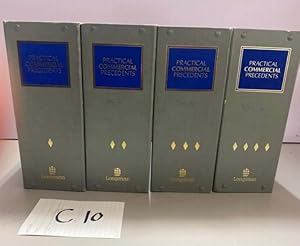 PRACTICAL
COMMERCIAL
PRECEDENTS
Longman
PRACTICAL
COMMERCIAL
PRECEDENTS
Longman
PRACTICAL
COMMERCIAL
PRECEDENTS
Longman
PRACTICAL
COMMERCIAL
PRECEDENTS
Longman
C 10